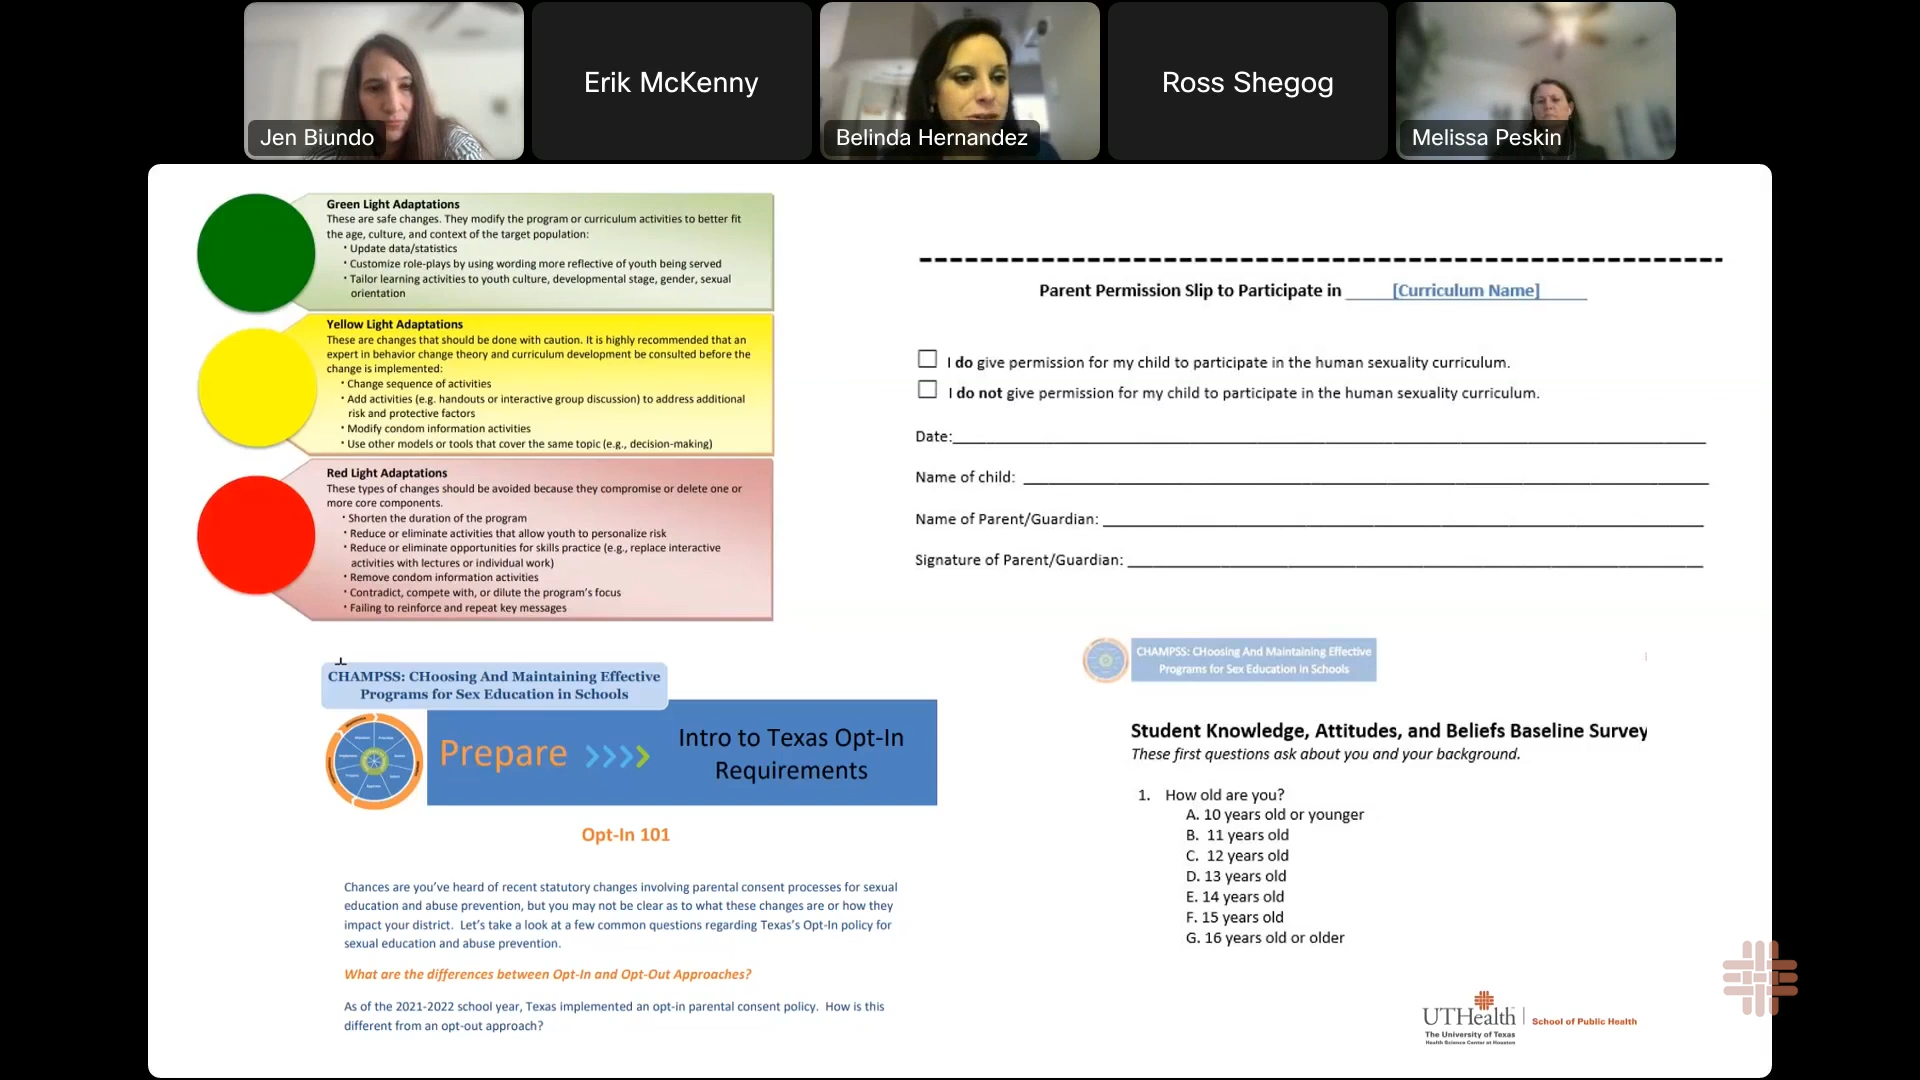 Jen Biundo
Erik McKenny
Belinda Hernandez
Ross Shegog
Melissa Peskin
Green Light Adaptations
These are safe changes. They modify the program or curriculum activities to better fit
the age, culture, and context of the target population:
• Update data/statistics
• Customize role-plays by using wording more reflective of youth being served
• Tailor learning activities to youth culture, developmental stage, gender, sexual
orientation
Yellow Light Adaptations
These are changes that should be done with caution. It is highly recommended that an
expert in behavior change theory and curriculum development be consulted before the
change is implemented:
• Change sequence of activities
• Add activities (e.g. handouts or interactive group discussion) to address additional
risk and protective factors
• Modify condom information activities
• Use other models or tools that cover the same topic (e.g., decision-making)
Red Light Adaptations
These types of changes should be avoided because they compromise or delete one or
more core components.
• Shorten the duration of the program
• Reduce or eliminate activities that allow youth to personalize risk
• Reduce or eliminate opportunities for skills practice (e.g., replace interactive
activities with lectures or individual work)
• Remove condom information activities
• Contradict, compete with, or dilute the program's focus
• Failing to reinforce and repeat key messages
Parent Permission Slip to Participate in [Curriculum Name]
I do give permission for my child to participate in the human sexuality curriculum.
I do not give permission for my child to participate in the human sexuality curriculum.
Date:
Name of child:
Name of Parent/Guardian:
Signature of Parent/Guardian:
CHAMPSS: CHoosing And Maintaining Effective
Programs for Sex Education in Schools
Prepare
Intro to Texas Opt-In
Requirements
Opt-In 101
Chances are you've heard of recent statutory changes involving parental consent processes for sexual
education and abuse prevention, but you may not be clear as to what these changes are or how they
impact your district. Let's take a look at a few common questions regarding Texas's Opt-In policy for
sexual education and abuse prevention.
What are the differences between Opt-In and Opt-Out Approaches?
As of the 2021-2022 school year, Texas implemented an opt-in parental consent policy. How is this
different from an opt-out approach?
CHAMPSS: CHoosing And Maintaining Effective
Programs for Sex Education in Schools
Student Knowledge, Attitudes, and Beliefs Baseline Survey
These first questions ask about you and your background.
1. How old are you?
A. 10 years old or younger
B. 11 years old
C. 12 years old
D. 13 years old
E. 14 years old
F. 15 years old
G. 16 years old or older
UTHealth | School of Public Health
The University of Texas
Health Science Center at Houston